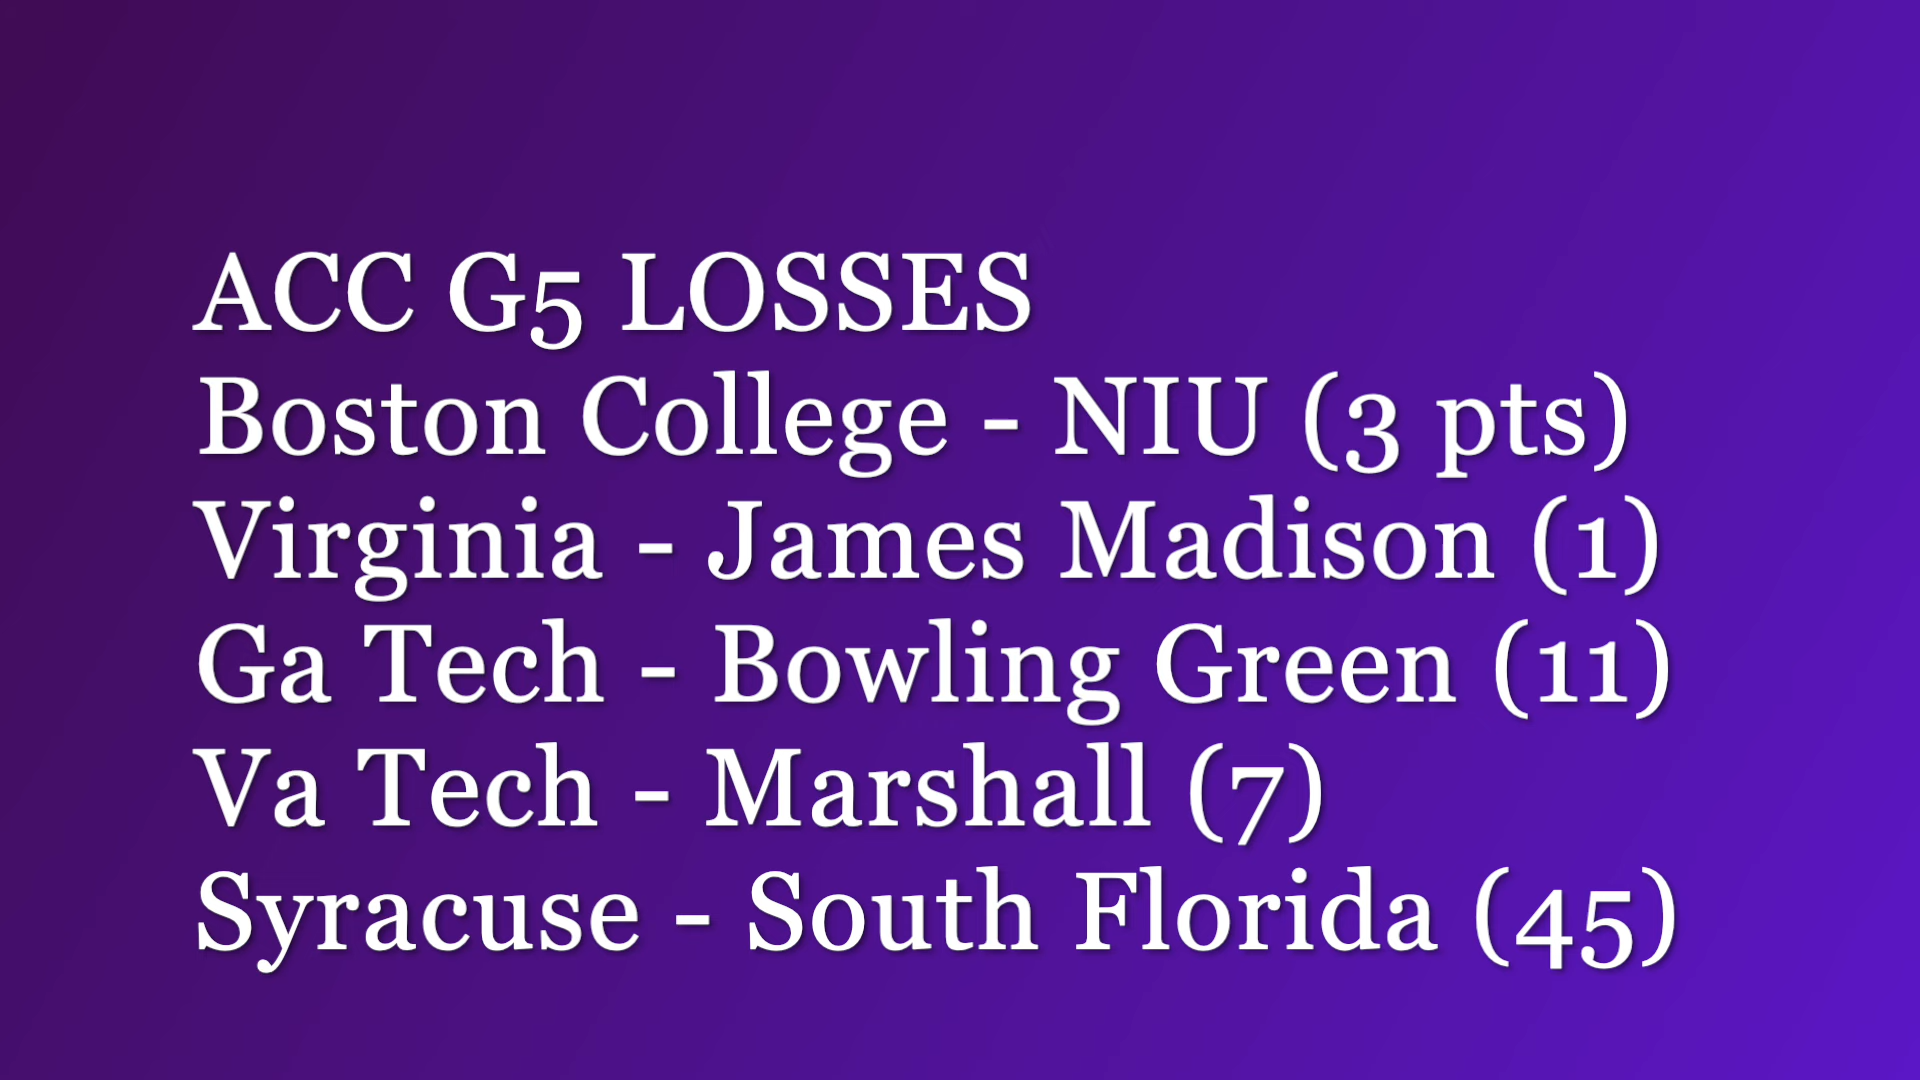 ACC G5 LOSSES
Boston College - NIU (3 pts)
Virginia - James Madison (1)
Ga Tech - Bowling Green (11)
Va Tech - Marshall (7)
Syracuse - South Florida (45)